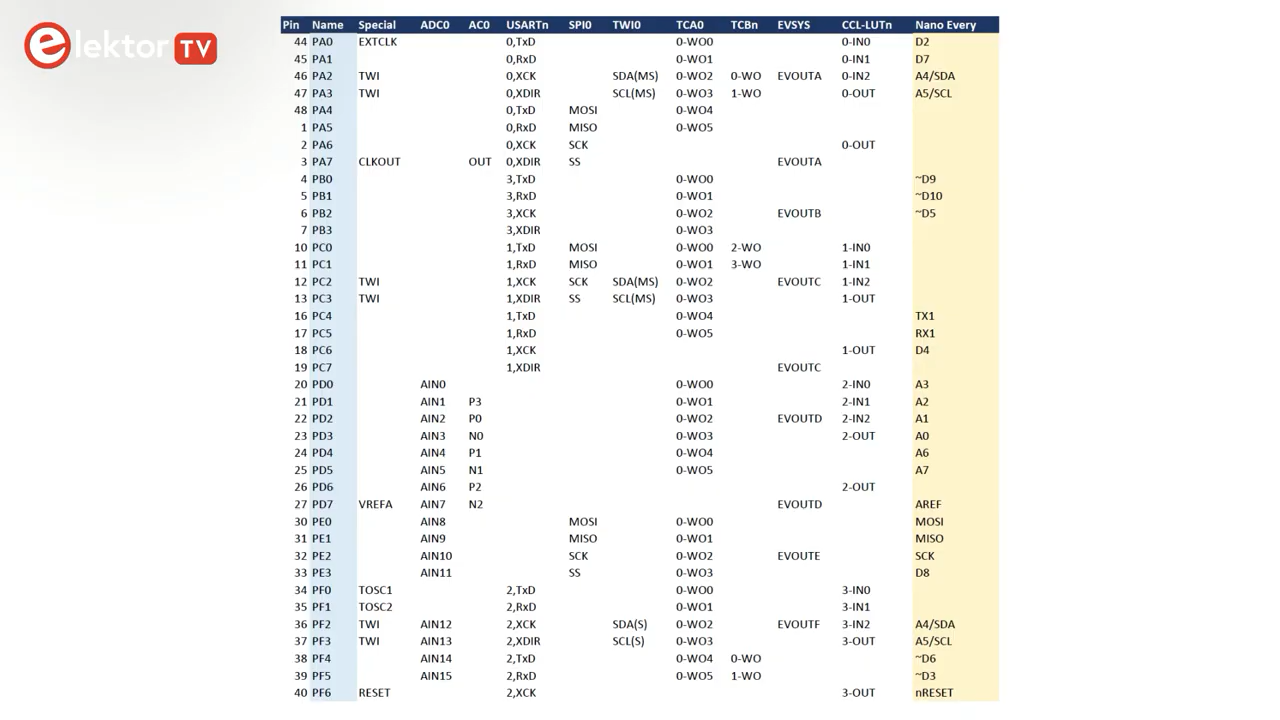 elektor TV
Pin Name Special ADC0 AC0 USARTn SPI0 TWI0 TCA0 TCBn EVSYS CCL-LUTn Nano Every
44 PA0 EXTCLK 0,TxD 0-WO0 0-IN0 D2
45 PA1 0,RxD 0-WO1 0-IN1 D7
46 PA2 TWI 0,XCK SDA(MS) 0-WO2 0-WO EVOUTA 0-IN2 A4/SDA
47 PA3 TWI 0,XDIR SCL(MS) 0-WO3 1-WO 0-OUT A5/SCL
48 PA4 0,TxD MOSI 0-WO4
1 PA5 0,RxD MISO 0-WO5
2 PA6 0,XCK SCK 0-OUT
3 PA7 CLKOUT OUT 0,XDIR SS EVOUTA
4 PB0 3,TxD 0-WO0 ~D9
5 PB1 3,RxD 0-WO1 ~D10
6 PB2 3,XCK 0-WO2 EVOUTB ~D5
7 PB3 3,XDIR 0-WO3
10 PC0 1,TxD MOSI 0-WO0 2-WO 1-IN0
11 PC1 1,RxD MISO 0-WO1 3-WO 1-IN1
12 PC2 TWI 1,XCK SCK SDA(MS) 0-WO2 EVOUTC 1-IN2
13 PC3 TWI 1,XDIR SS SCL(MS) 0-WO3 1-OUT
16 PC4 1,TxD 0-WO4 TX1
17 PC5 1,RxD 0-WO5 RX1
18 PC6 1,XCK 1-OUT D4
19 PC7 1,XDIR EVOUTC
20 PD0 AIN0 0-WO0 2-IN0 A3
21 PD1 AIN1 P3 0-WO1 2-IN1 A2
22 PD2 AIN2 P0 0-WO2 EVOUTD 2-IN2 A1
23 PD3 AIN3 N0 0-WO3 2-OUT A0
24 PD4 AIN4 P1 0-WO4 A6
25 PD5 AIN5 N1 0-WO5 A7
26 PD6 AIN6 P2 2-OUT
27 PD7 VREFA AIN7 N2 EVOUTD AREF
30 PE0 AIN8 MOSI 0-WO0 MOSI
31 PE1 AIN9 MISO 0-WO1 MISO
32 PE2 AIN10 SCK 0-WO2 EVOUTE SCK
33 PE3 AIN11 SS 0-WO3 D8
34 PF0 TOSC1 2,TxD 0-WO0 3-IN0
35 PF1 TOSC2 2,RxD 0-WO1 3-IN1
36 PF2 TWI AIN12 2,XCK SDA(S) 0-WO2 EVOUTF 3-IN2 A4/SDA
37 PF3 TWI AIN13 2,XDIR SCL(S) 0-WO3 3-OUT A5/SCL
38 PF4 AIN14 2,TxD 0-WO4 0-WO ~D6
39 PF5 AIN15 2,RxD 0-WO5 1-WO ~D3
40 PF6 RESET 2,XCK 3-OUT nRESET